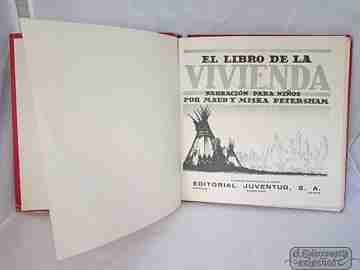 EL LIBRO DE LA
VIVIENDA
NARRACIÓN PARA NIÑOS
POR MAUD Y MISKA PETERSHAM
EDITORIAL JUVENTUD, S. A.